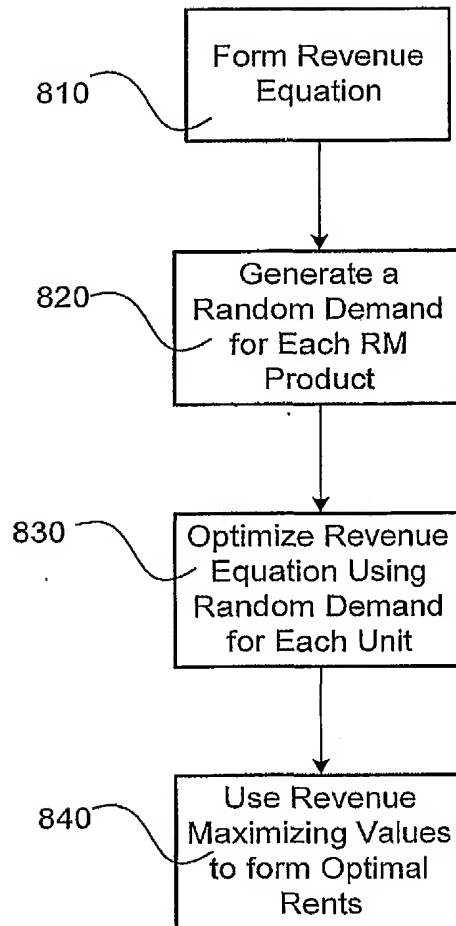 Form Revenue
Equation
810
Generate a
820
Random Demand
for Each RM
Product
830
Optimize Revenue
Equation Using
Random Demand
for Each Unit
Use Revenue
840
Maximizing Values
to form Optimal
Rents